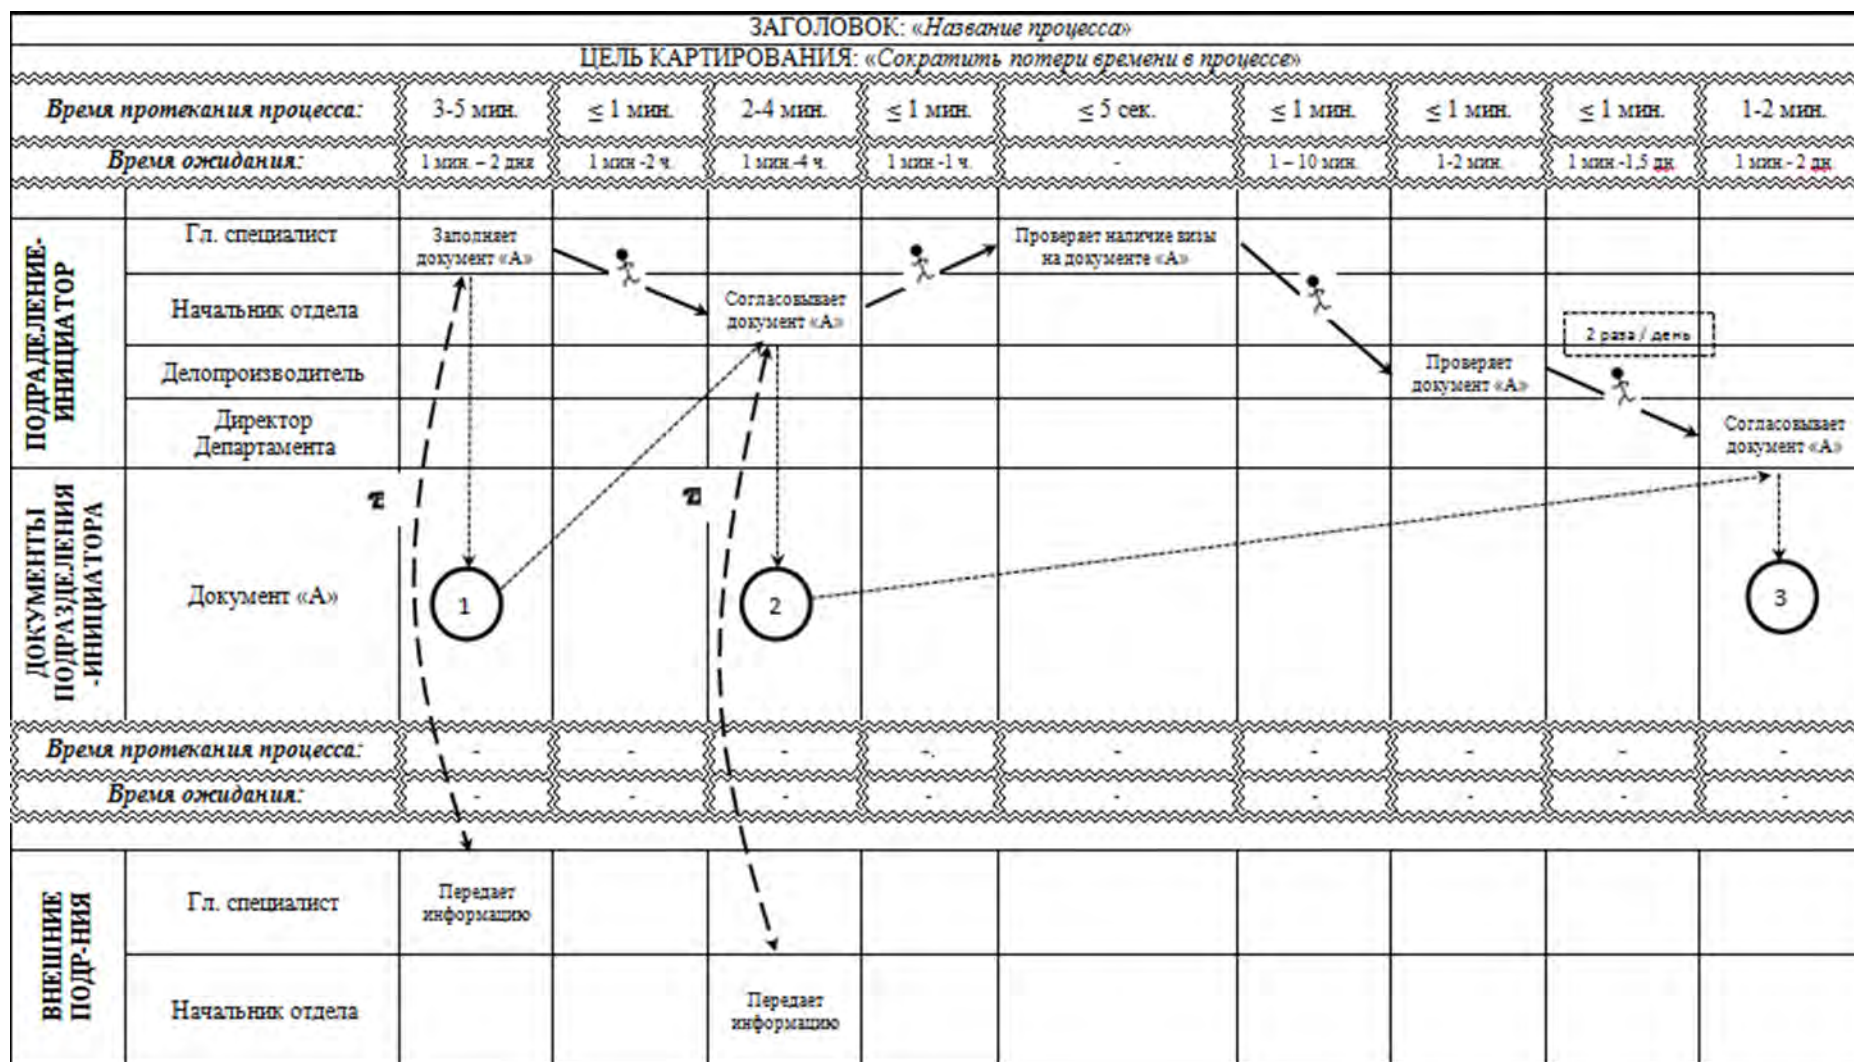 ЗАГОЛОВОК: «Название процесса»
ЦЕЛЬ КАРТИРОВАНИЯ: «Сократить потери времени в процессе»
Время протекания процесса: 3-5 мин. ≤ 1 мин. 2-4 мин. ≤ 1 мин. ≤ 5 сек. ≤ 1 мин. ≤ 1 мин. ≤ 1 мин. 1-2 мин.
Время ожидания: 1 мин. – 2 дня 1 мин -2 ч. 1 мин.-4 ч. 1 мин.-1 ч. - 1 – 10 мин. 1-2 мин. 1 мин.-1,5 дн. 1 мин.- 2 дн.
ПОДРАДЕЛЕНИЕ-
ИНИЦИАТОР
Гл. специалист
Заполняет
документ «А»
Проверяет наличие визы
на документе «А»
Начальник отдела
Согласовывает
документ «А»
2 раза / день
Делопроизводитель
Проверяет
документ «А»
Директор
Департамента
Согласовывает
документ «А»
ДОКУМЕНТЫ
ПОДРАЗДЕЛЕНИЯ
-ИНИЦИАТОРА
Документ «А»
1
2
3
Время протекания процесса: - - - - - - - - -
Время ожидания: - - - - - - - - -
ВНЕШНИЕ
ПОДР-НИЯ
Гл. специалист
Передает
информацию
Начальник отдела
Передает
информацию